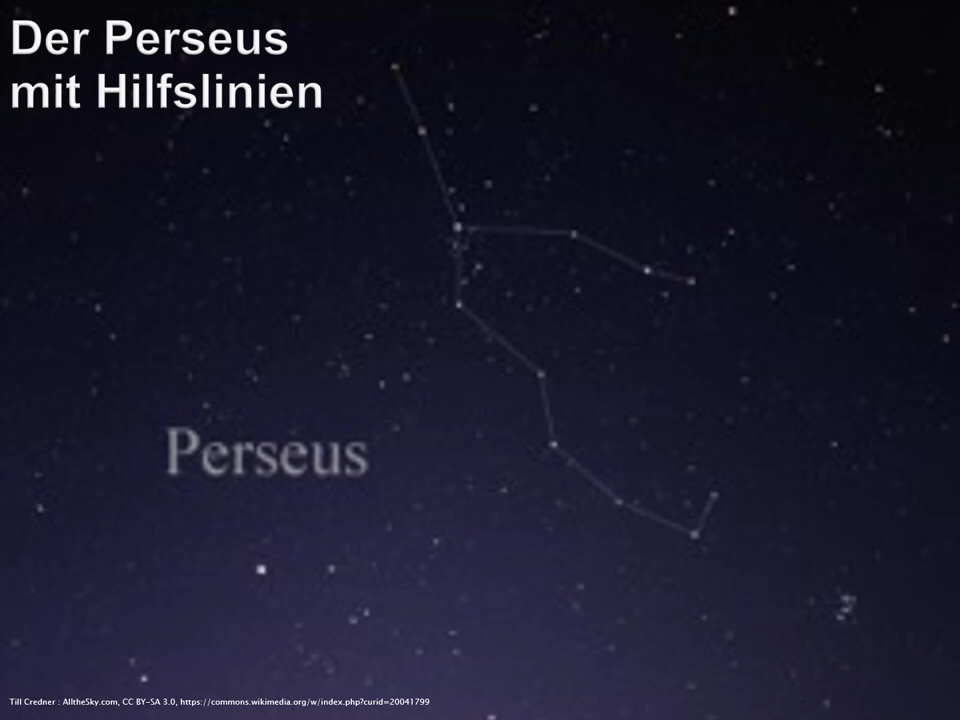 Der Perseus
mit Hilfslinien
Perseus
Till Credner : AlltheSky.com, CC BY-SA 3.0, https://commons.wikimedia.org/w/index.php?curid=20041799